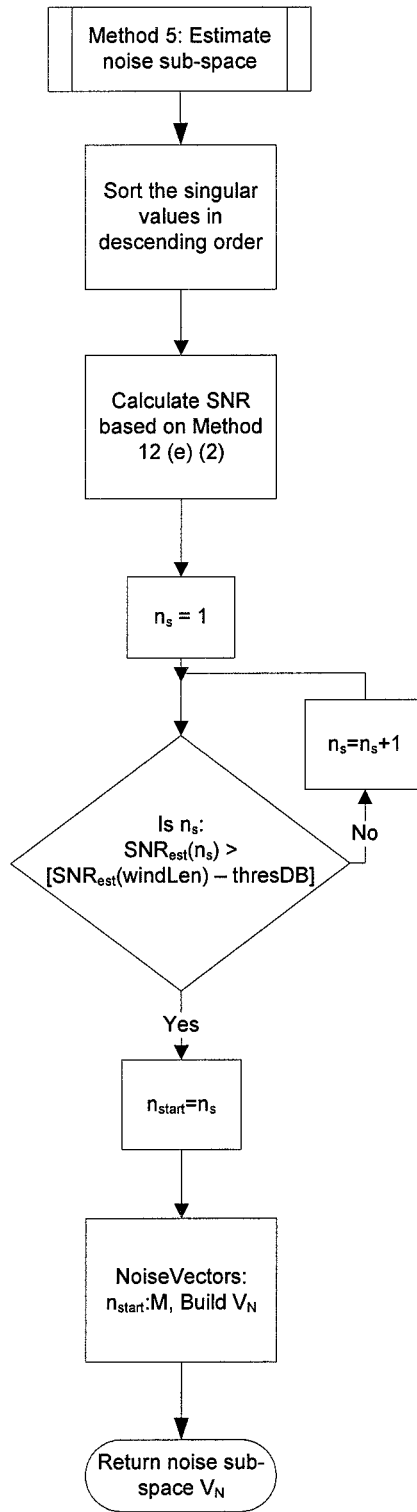 Method 5: Estimate
noise sub-space
Sort the singular
values in
descending order
Calculate SNR
based on Method
12 (e) (2)
nₛ = 1
nₛ=nₛ+1
Is nₛ:
SNRₑₛₜ(nₛ) >
[SNRₑₛₜ(windLen) – thresDB]
No
Yes
nₛₜₐᵣₜ=nₛ
NoiseVectors:
nₛₜₐᵣₜ:M, Build V_N
Return noise sub-
space V_N